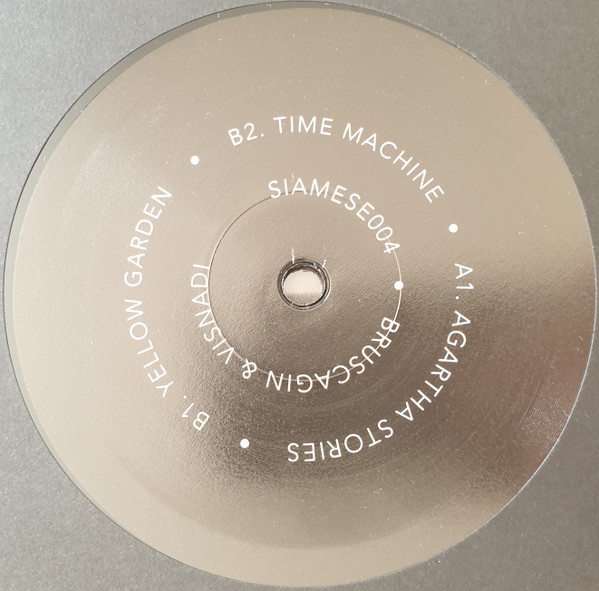 A1. AGARTHA STORIES • B1. YELLOW GARDEN • B2. TIME MACHINE •
SIAMESE004 • BRUSCAGIN & VISNADI